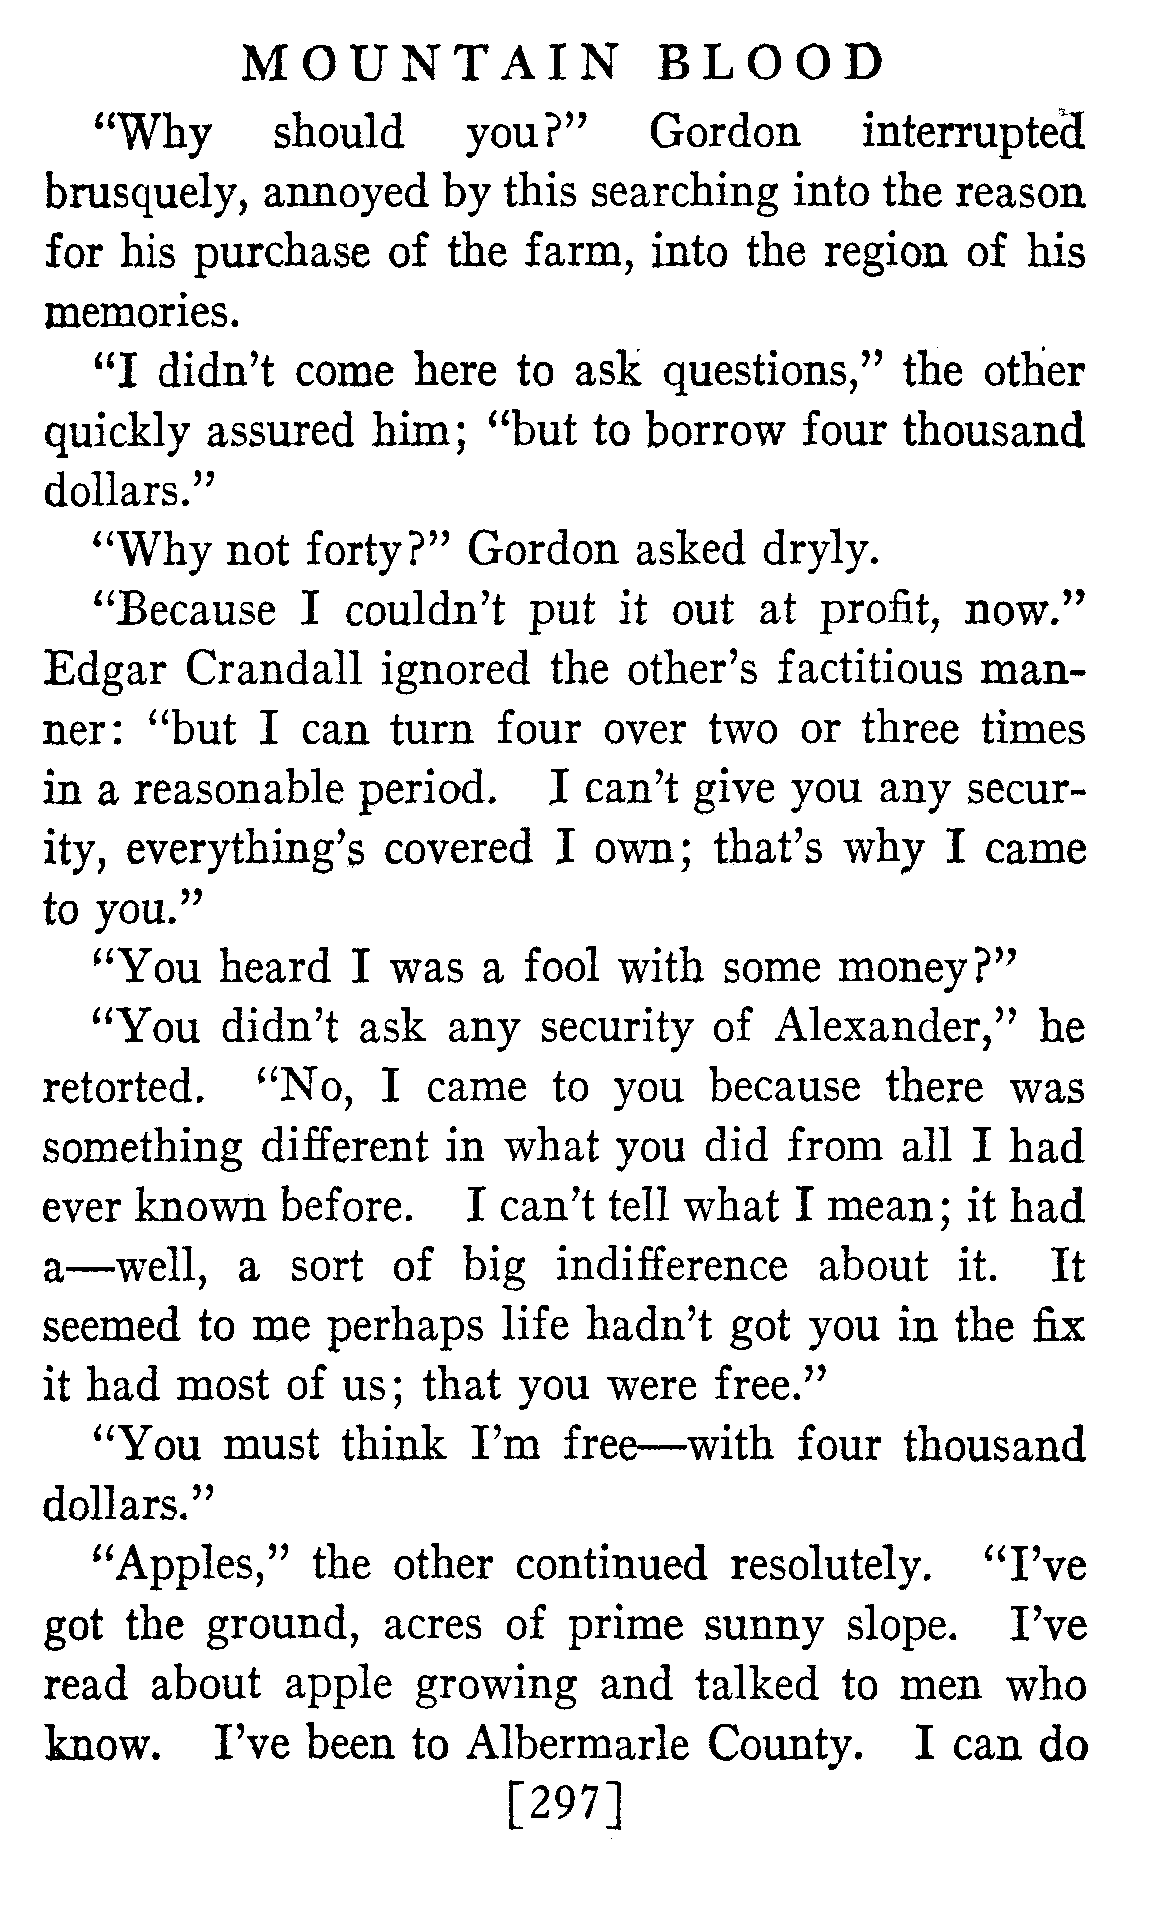 MOUNTAIN BLOOD
“Why should you?” Gordon interrupted
brusquely, annoyed by this searching into the reason
for his purchase of the farm, into the region of his
memories.
“I didn’t come here to ask questions,” the other
quickly assured him; “but to borrow four thousand
dollars.”
“Why not forty?” Gordon asked dryly.
“Because I couldn’t put it out at profit, now.”
Edgar Crandall ignored the other’s factitious man-
ner: “but I can turn four over two or three times
in a reasonable period. I can’t give you any secur-
ity, everything’s covered I own; that’s why I came
to you.”
“You heard I was a fool with some money?”
“You didn’t ask any security of Alexander,” he
retorted. “No, I came to you because there was
something different in what you did from all I had
ever known before. I can’t tell what I mean; it had
a—well, a sort of big indifference about it. It
seemed to me perhaps life hadn’t got you in the fix
it had most of us; that you were free.”
“You must think I’m free—with four thousand
dollars.”
“Apples,” the other continued resolutely. “I’ve
got the ground, acres of prime sunny slope. I’ve
read about apple growing and talked to men who
know. I’ve been to Albermarle County. I can do
[297]